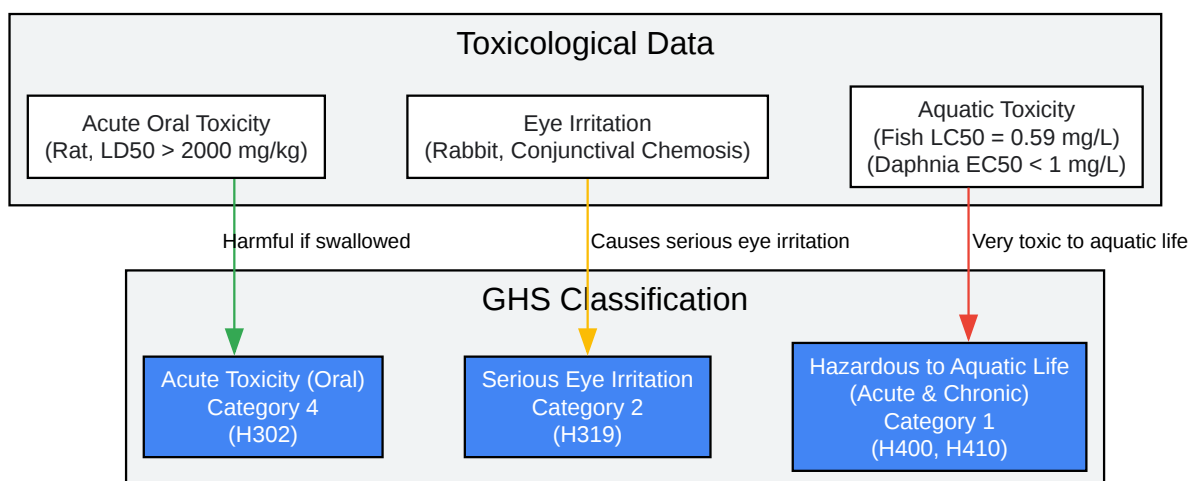 Toxicological Data
Acute Oral Toxicity
(Rat, LD50 > 2000 mg/kg)
Eye Irritation
(Rabbit, Conjunctival Chemosis)
Aquatic Toxicity
(Fish LC50 = 0.59 mg/L)
(Daphnia EC50 < 1 mg/L)
Harmful if swallowed
Causes serious eye irritation
Very toxic to aquatic life
GHS Classification
Acute Toxicity (Oral)
Category 4
(H302)
Serious Eye Irritation
Category 2
(H319)
Hazardous to Aquatic Life
(Acute & Chronic)
Category 1
(H400, H410)